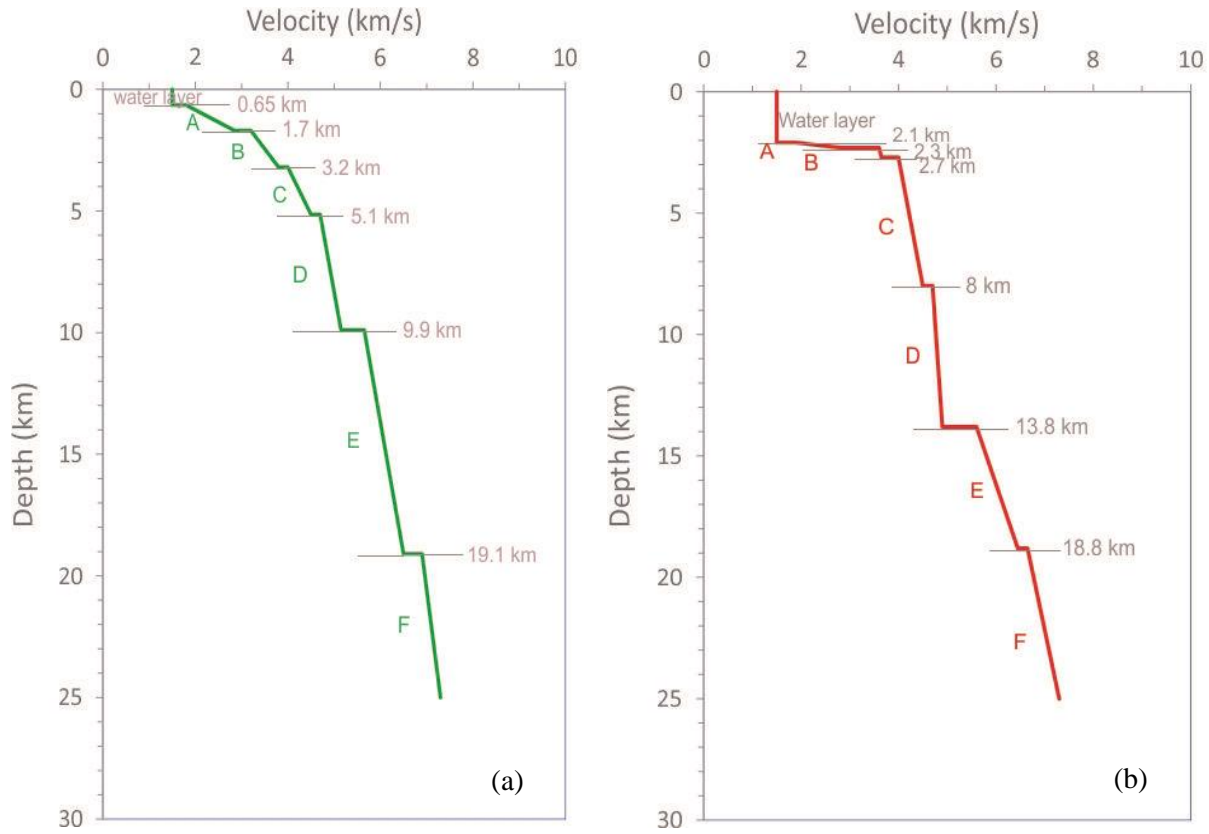 Velocity (km/s)
0 2 4 6 8 10
0
5
10
15
20
25
30
Depth (km)
water layer
0.65 km
A
1.7 km
B
3.2 km
C
5.1 km
D
9.9 km
E
19.1 km
F
(a)
Velocity (km/s)
0 2 4 6 8 10
0
5
10
15
20
25
30
Depth (km)
Water layer
2.1 km
A
2.3 km
B
2.7 km
C
8 km
D
13.8 km
E
18.8 km
F
(b)